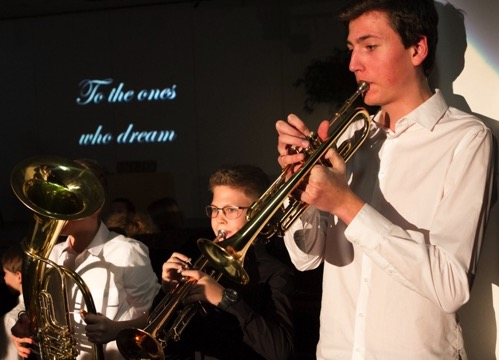 To the ones
who dream